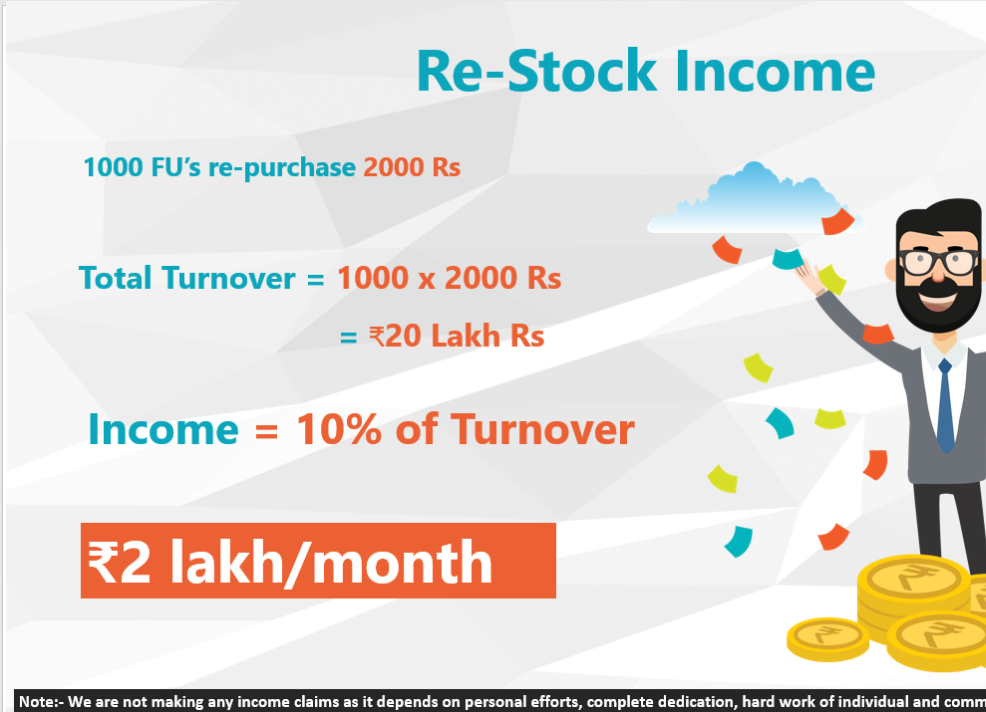 Re-Stock Income
1000 FU's re-purchase 2000 Rs
Total Turnover = 1000 x 2000 Rs
= ₹20 Lakh Rs
Income = 10% of Turnover
₹2 lakh/month
Note:- We are not making any income claims as it depends on personal efforts, complete dedication, hard work of individual and comm